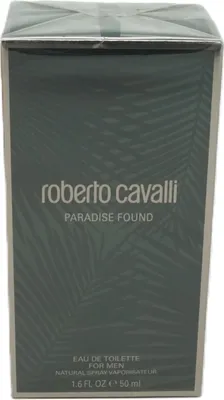 roberto cavalli
PARADISE FOUND
EAU DE TOILETTE
FOR MEN
NATURAL SPRAY VAPORISATEUR
1.6 FL OZ ℮ 50 ml